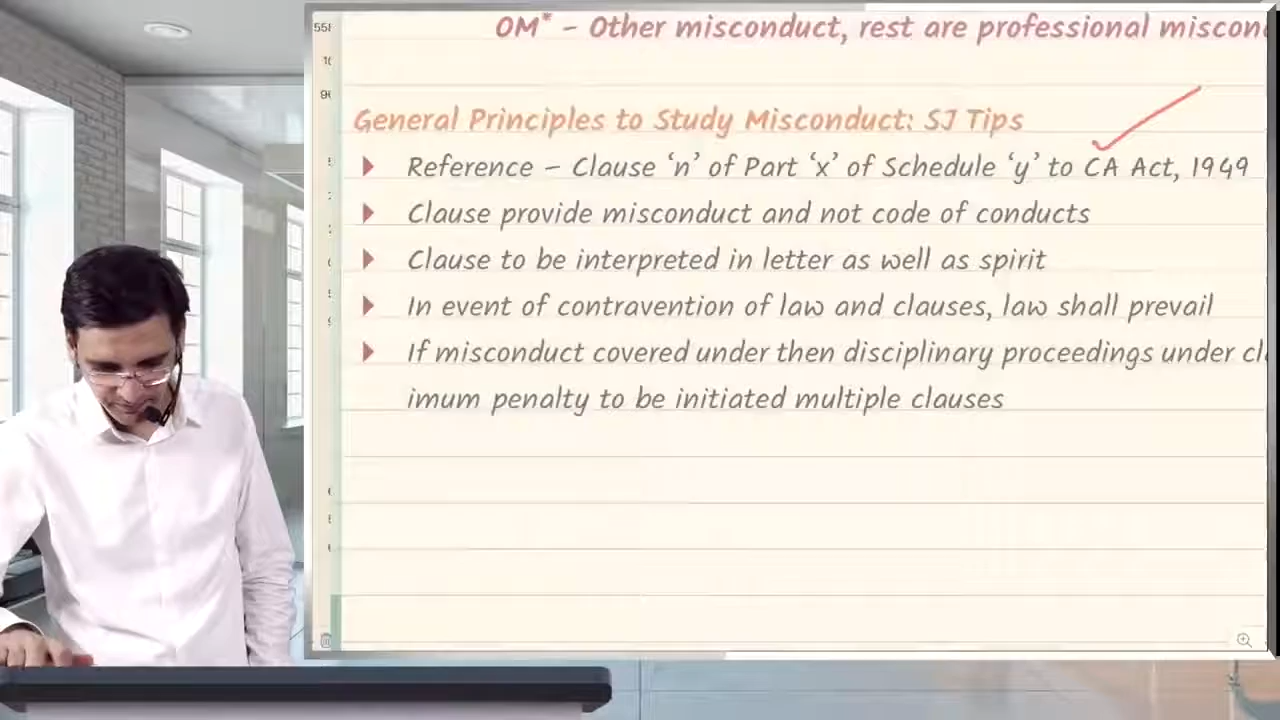 OM* – Other misconduct, rest are professional
General Principles to Study Misconduct: SJ Tips
Reference – Clause ‘n’ of Part ‘x’ of Schedule ‘y’ to CA Act, 1949
Clause provide misconduct and not code of conducts
Clause to be interpreted in letter as well as spirit
In event of contravention of law and clauses, law shall prevail
If misconduct covered under then disciplinary proceedings under
imum penalty to be initiated multiple clauses